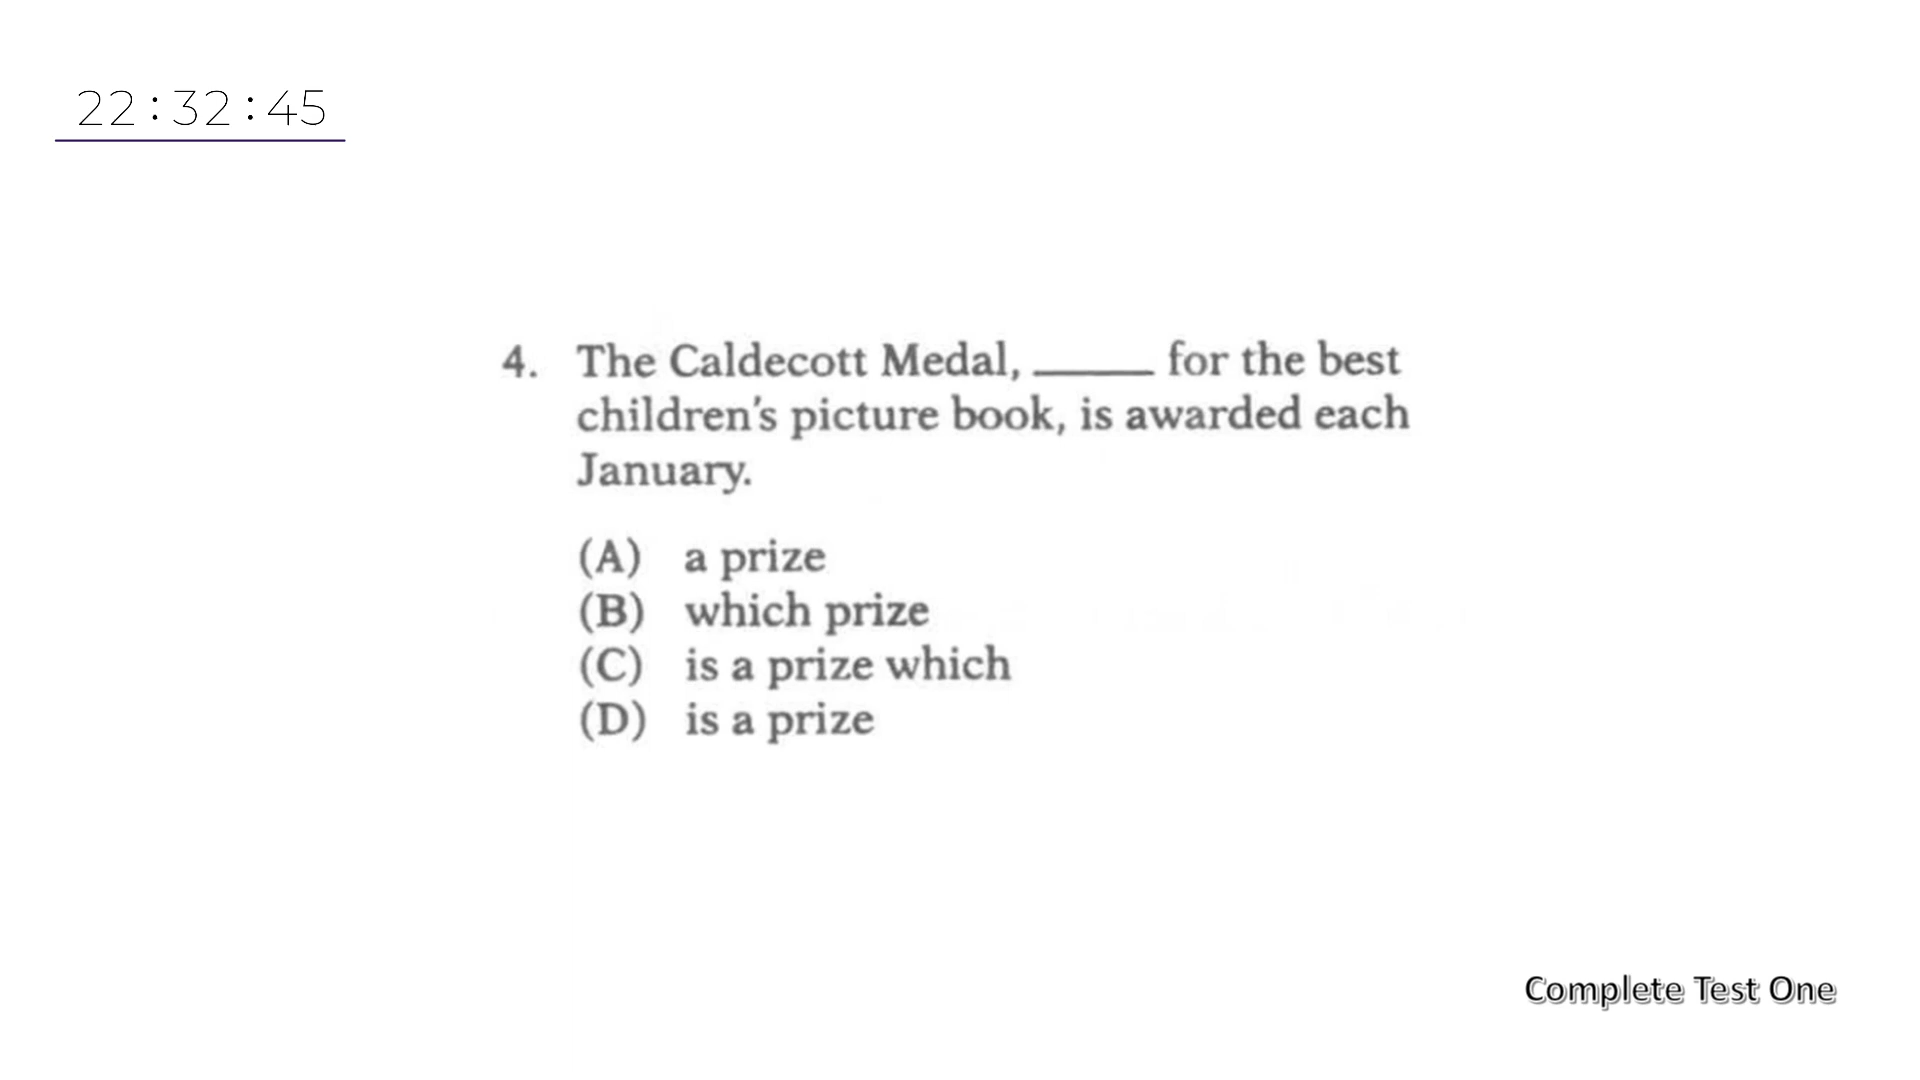 22:32:45
4. The Caldecott Medal, _____ for the best
children's picture book, is awarded each
January.
(A) a prize
(B) which prize
(C) is a prize which
(D) is a prize
Complete Test One